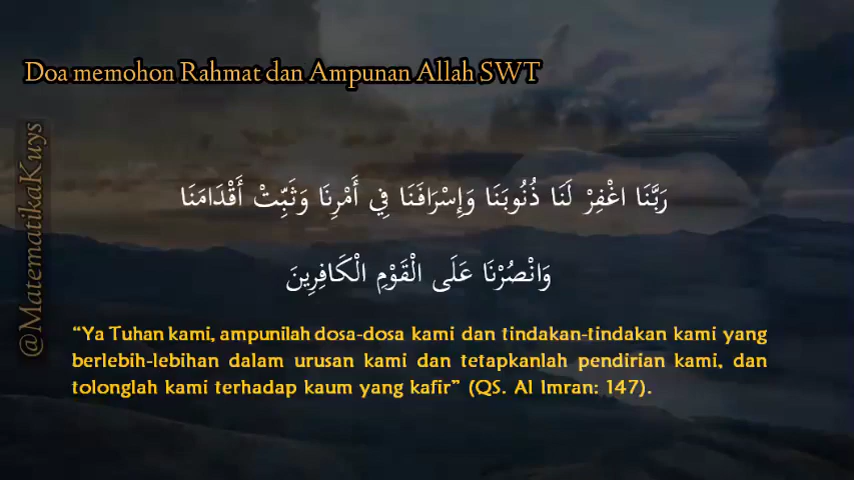 Doa memohon Rahmat dan Ampunan Allah SWT
@MatematikaKuys
رَبَّنَا اغْفِرْ لَنَا ذُنُوبَنَا وَإِسْرَافَنَا فِي أَمْرِنَا وَثَبِّتْ أَقْدَامَنَا
وَانْصُرْنَا عَلَى الْقَوْمِ الْكَافِرِينَ
“Ya Tuhan kami, ampunilah dosa-dosa kami dan tindakan-tindakan kami yang
berlebih-lebihan dalam urusan kami dan tetapkanlah pendirian kami, dan
tolonglah kami terhadap kaum yang kafir” (QS. Al Imran: 147).